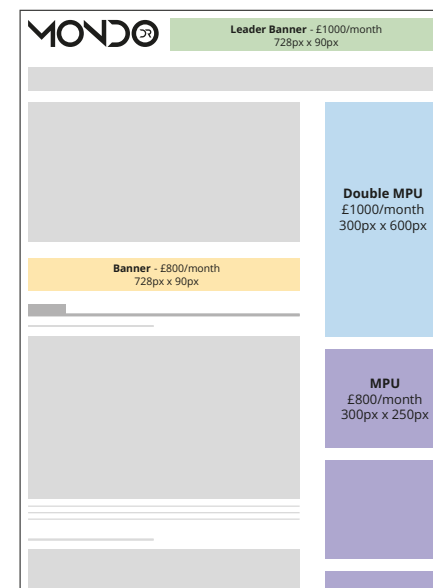 MONDO DR
Leader Banner - £1000/month
728px x 90px
Double MPU
£1000/month
300px x 600px
Banner - £800/month
728px x 90px
MPU
£800/month
300px x 250px